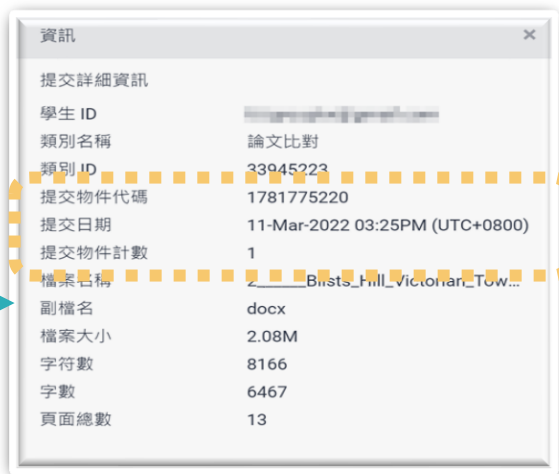 資訊 ×
提交詳細資訊
學生 ID
類別名稱 論文比對
類別 ID 33945223
提交物件代碼 1781775220
提交日期 11-Mar-2022 03:25PM (UTC+0800)
提交物件計數 1
檔案名稱 2______Blists_Hill_Victorian_Tow...
副檔名 docx
檔案大小 2.08M
字符數 8166
字數 6467
頁面總數 13